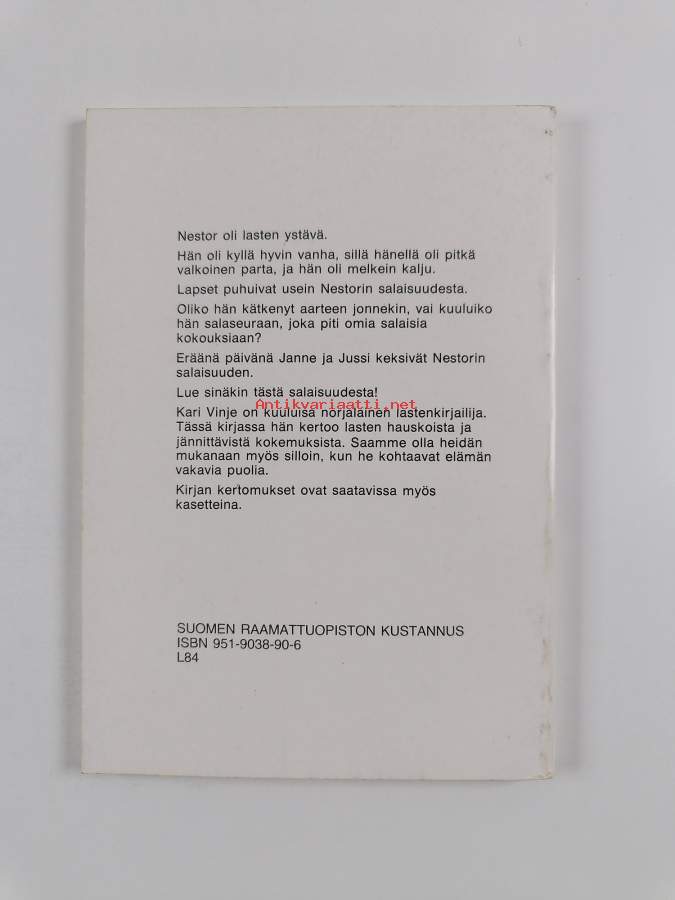 Nestor oli lasten ystävä.
Hän oli kyllä hyvin vanha, sillä hänellä oli pitkä
valkoinen parta, ja hän oli melkein kalju.
Lapset puhuivat usein Nestorin salaisuudesta.
Oliko hän kätkenyt aarteen jonnekin, vai kuuluiko
hän salaseuraan, joka piti omia salaisia
kokouksiaan?
Eräänä päivänä Janne ja Jussi keksivät Nestorin
salaisuuden.
Lue sinäkin tästä salaisuudesta!
Antikvariaatti.net
Kari Vinje on kuuluisa norjalainen lastenkirjailija.
Tässä kirjassa hän kertoo lasten hauskoista ja
jännittävistä kokemuksista. Saamme olla heidän
mukanaan myös silloin, kun he kohtaavat elämän
vakavia puolia.
Kirjan kertomukset ovat saatavissa myös
kasetteina.
SUOMEN RAAMATTUOPISTON KUSTANNUS
ISBN 951-9038-90-6
L84